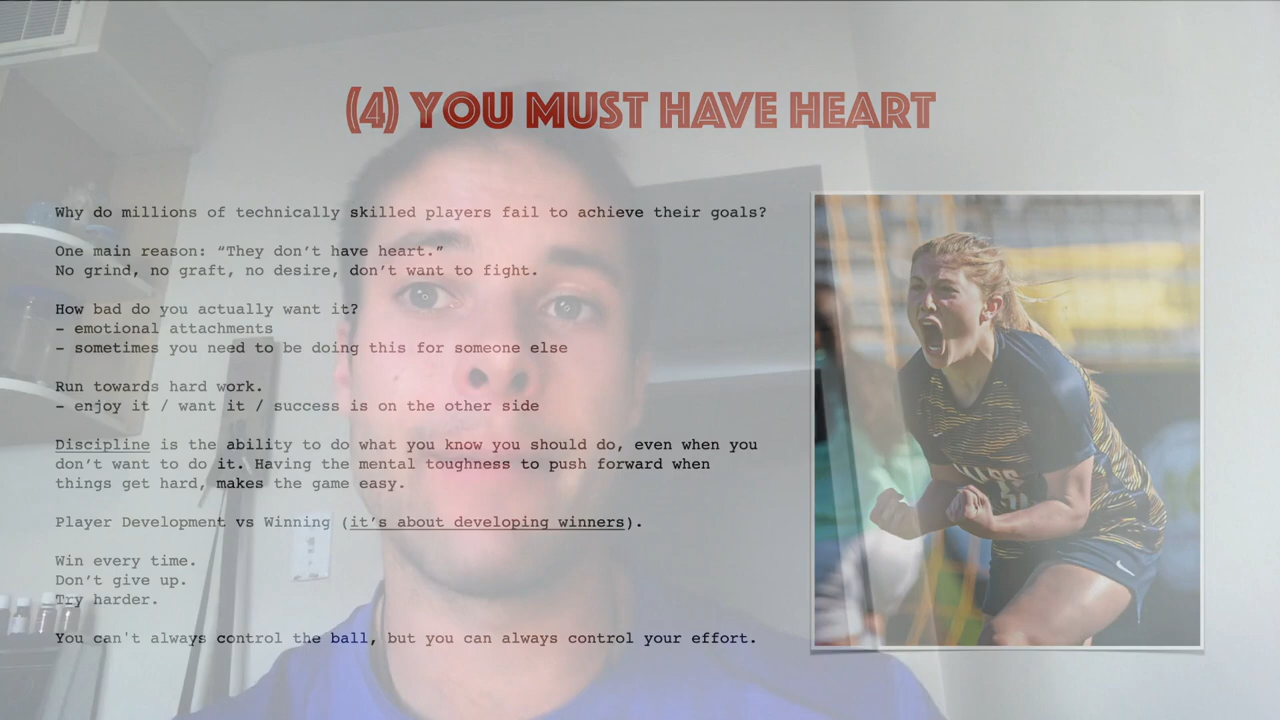 (4) YOU MUST HAVE HEART
Why do millions of technically skilled players fail to achieve their goals?
One main reason: “They don’t have heart.”
No grind, no graft, no desire, don’t want to fight.
How bad do you actually want it?
- emotional attachments
- sometimes you need to be doing this for someone else
Run towards hard work.
- enjoy it / want it / success is on the other side
Discipline is the ability to do what you know you should do, even when you
don’t want to do it. Having the mental toughness to push forward when
things get hard, makes the game easy.
Player Development vs Winning (it’s about developing winners).
Win every time.
Don’t give up.
Try harder.
You can't always control the ball, but you can always control your effort.